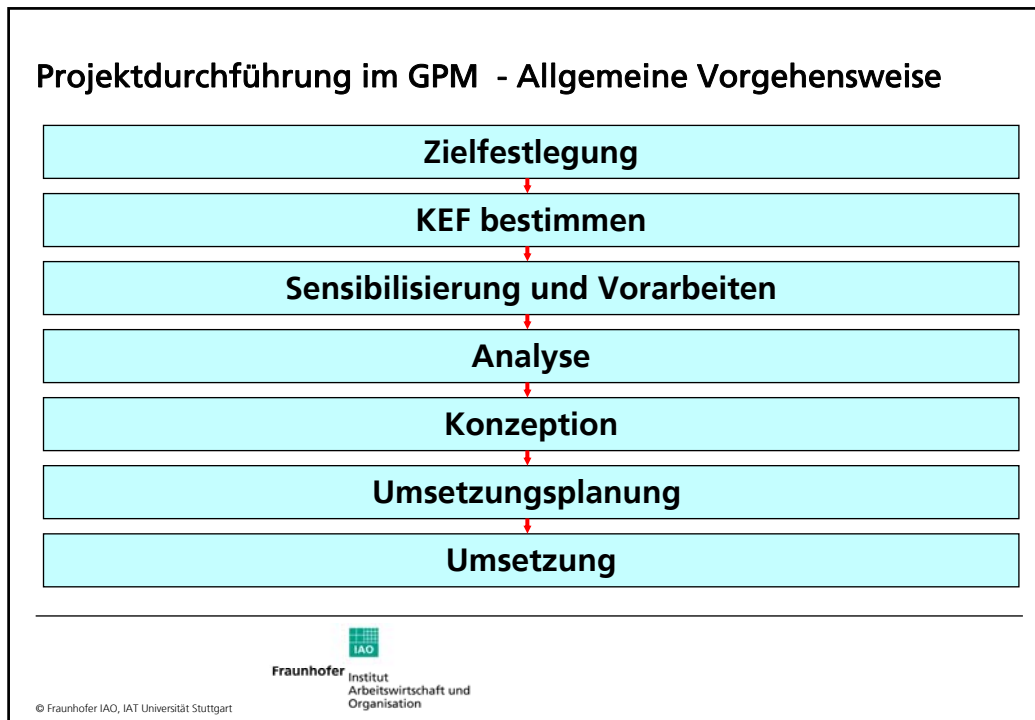 Projektdurchführung im GPM - Allgemeine Vorgehensweise
Zielfestlegung
KEF bestimmen
Sensibilisierung und Vorarbeiten
Analyse
Konzeption
Umsetzungsplanung
Umsetzung
IAO
Fraunhofer Institut
Arbeitswirtschaft und
Organisation
© Fraunhofer IAO, IAT Universität Stuttgart